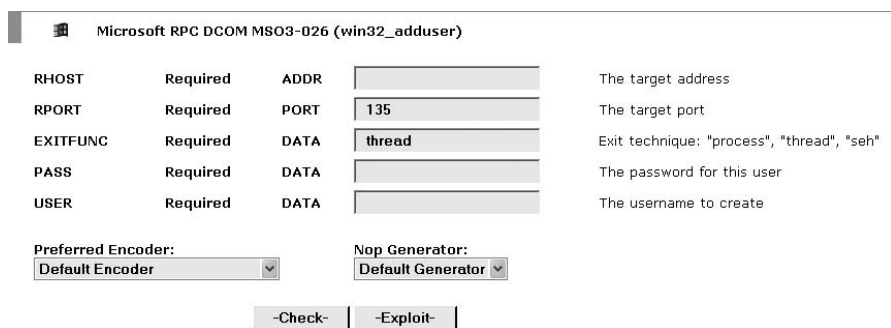 Microsoft RPC DCOM MSO3-026 (win32_adduser)
RHOST Required ADDR The target address
RPORT Required PORT 135 The target port
EXITFUNC Required DATA thread Exit technique: "process", "thread", "seh"
PASS Required DATA The password for this user
USER Required DATA The username to create
Preferred Encoder: Nop Generator:
Default Encoder Default Generator
-Check- -Exploit-